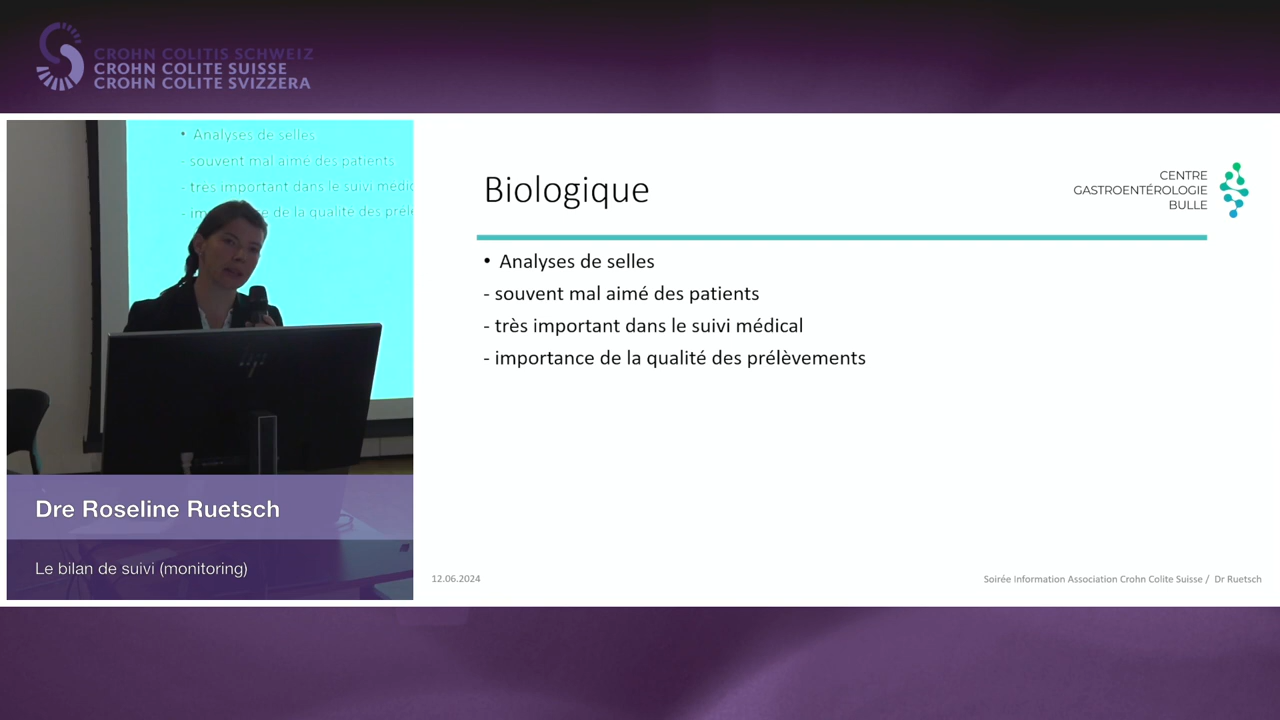 CROHN COLITIS SCHWEIZ
CROHN COLITE SUISSE
CROHN COLITE SVIZZERA
• Analyses de selles
- souvent mal aimé des patients
- très important dans le suivi médic
- im e de la qualité des prélè
hp
Dre Roseline Ruetsch
Le bilan de suivi (monitoring)
Biologique
CENTRE
GASTROENTÉROLOGIE
BULLE
• Analyses de selles
- souvent mal aimé des patients
- très important dans le suivi médical
- importance de la qualité des prélèvements
12.06.2024
Soirée Information Association Crohn Colite Suisse / Dr Ruetsch